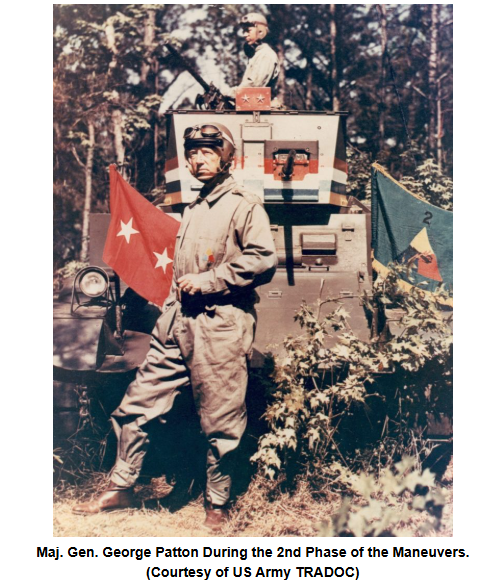 2
Maj. Gen. George Patton During the 2nd Phase of the Maneuvers.
(Courtesy of US Army TRADOC)